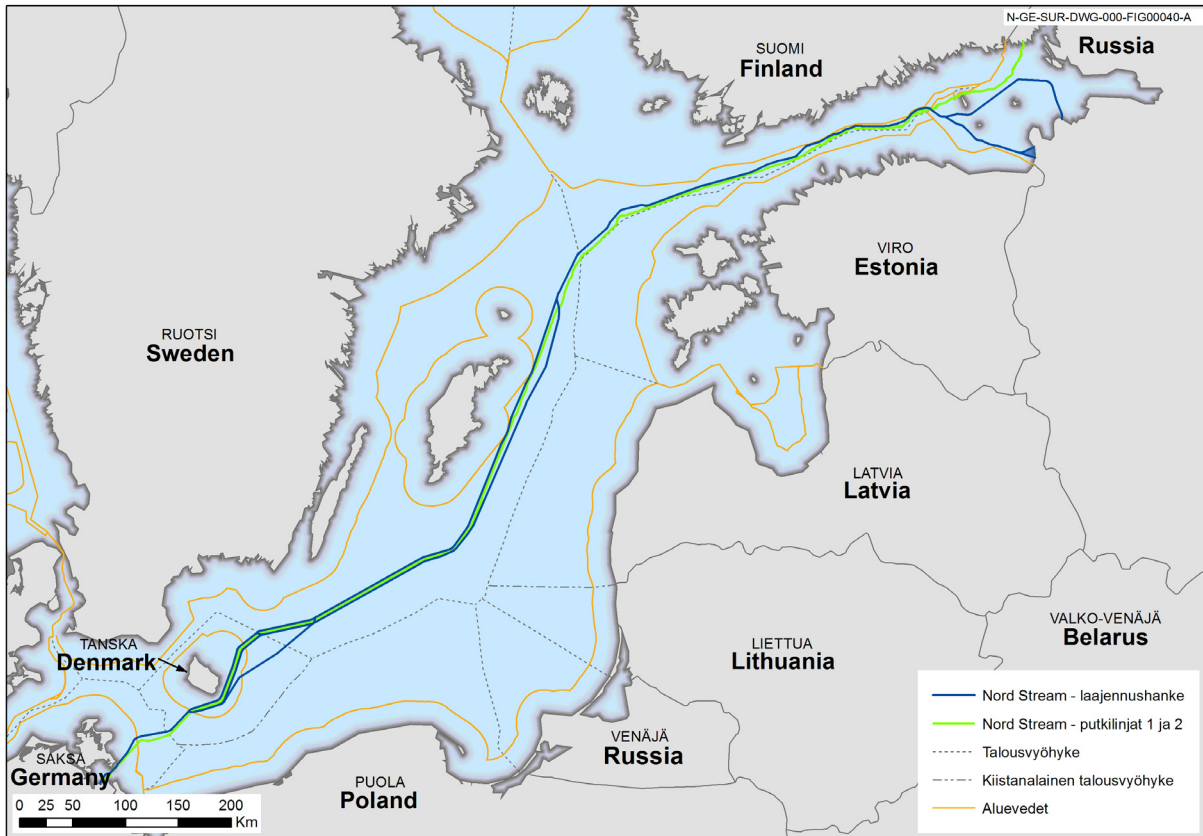 N-GE-SUR-DWG-000-FIG00040-A
Russia
SUOMI
Finland
VIRO
Estonia
RUOTSI
Sweden
LATVIA
Latvia
TANSKA
Denmark
LIETTUA
Lithuania
VALKO-VENÄJÄ
Belarus
SAKSA
Germany
PUOLA
Poland
VENÄJÄ
Russia
Nord Stream - laajennushanke
Nord Stream - putkilinjat 1 ja 2
Talousvyöhyke
Kiistanalainen talousvyöhyke
Aluevedet
0 25 50 100 150 200
Km